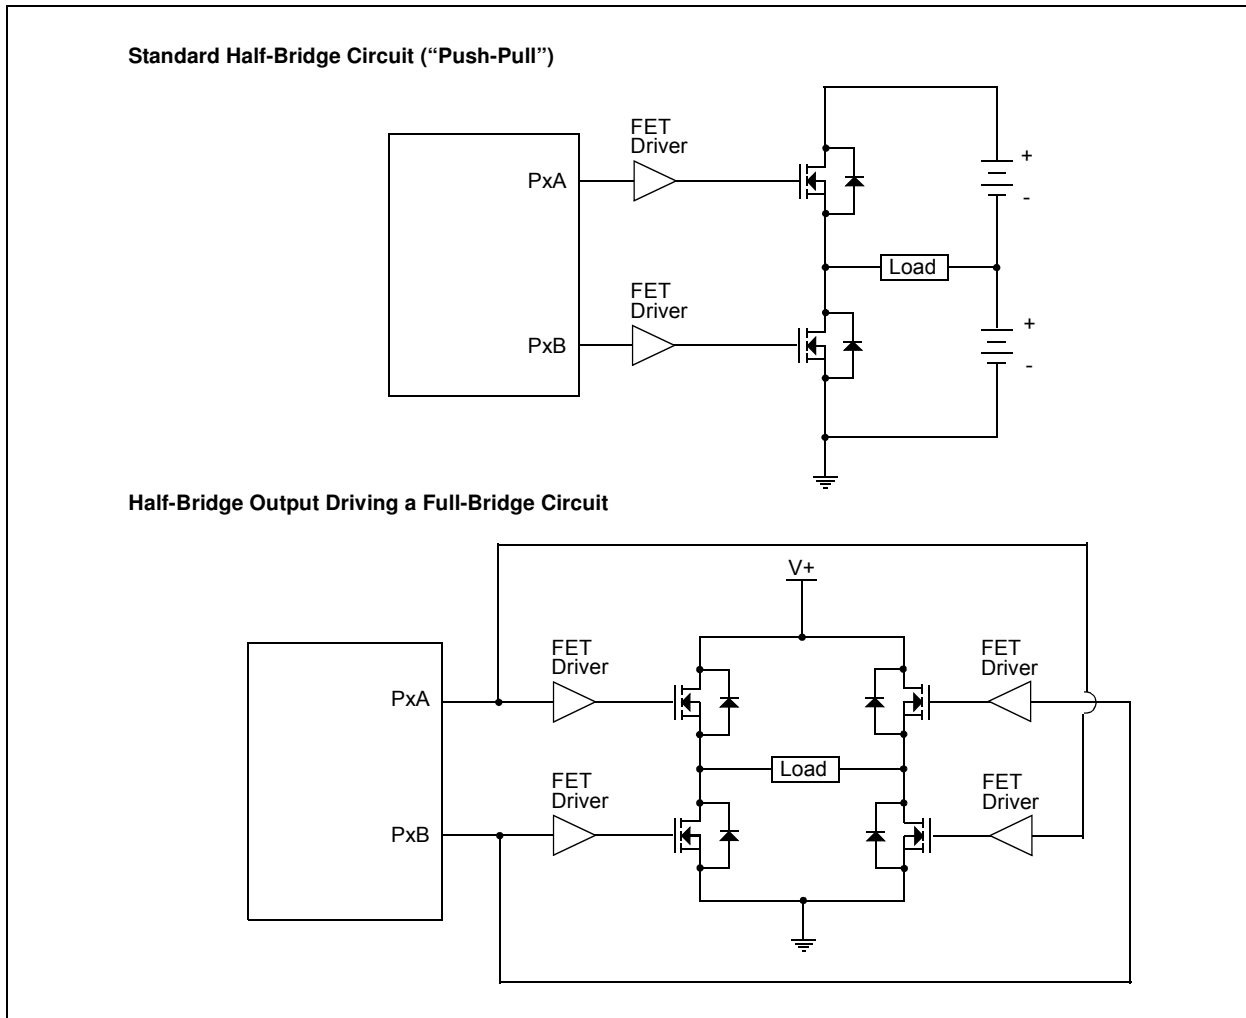 Standard Half-Bridge Circuit (“Push-Pull”)
FET
Driver
PxA
+
-
Load
FET
Driver
PxB
+
-
Half-Bridge Output Driving a Full-Bridge Circuit
V+
FET
Driver
FET
Driver
PxA
Load
FET
Driver
FET
Driver
PxB